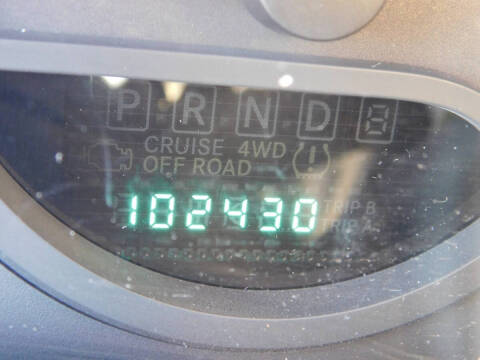 P R N D 8
CRUISE 4WD
OFF ROAD
102430
TRIP B
TRIP A